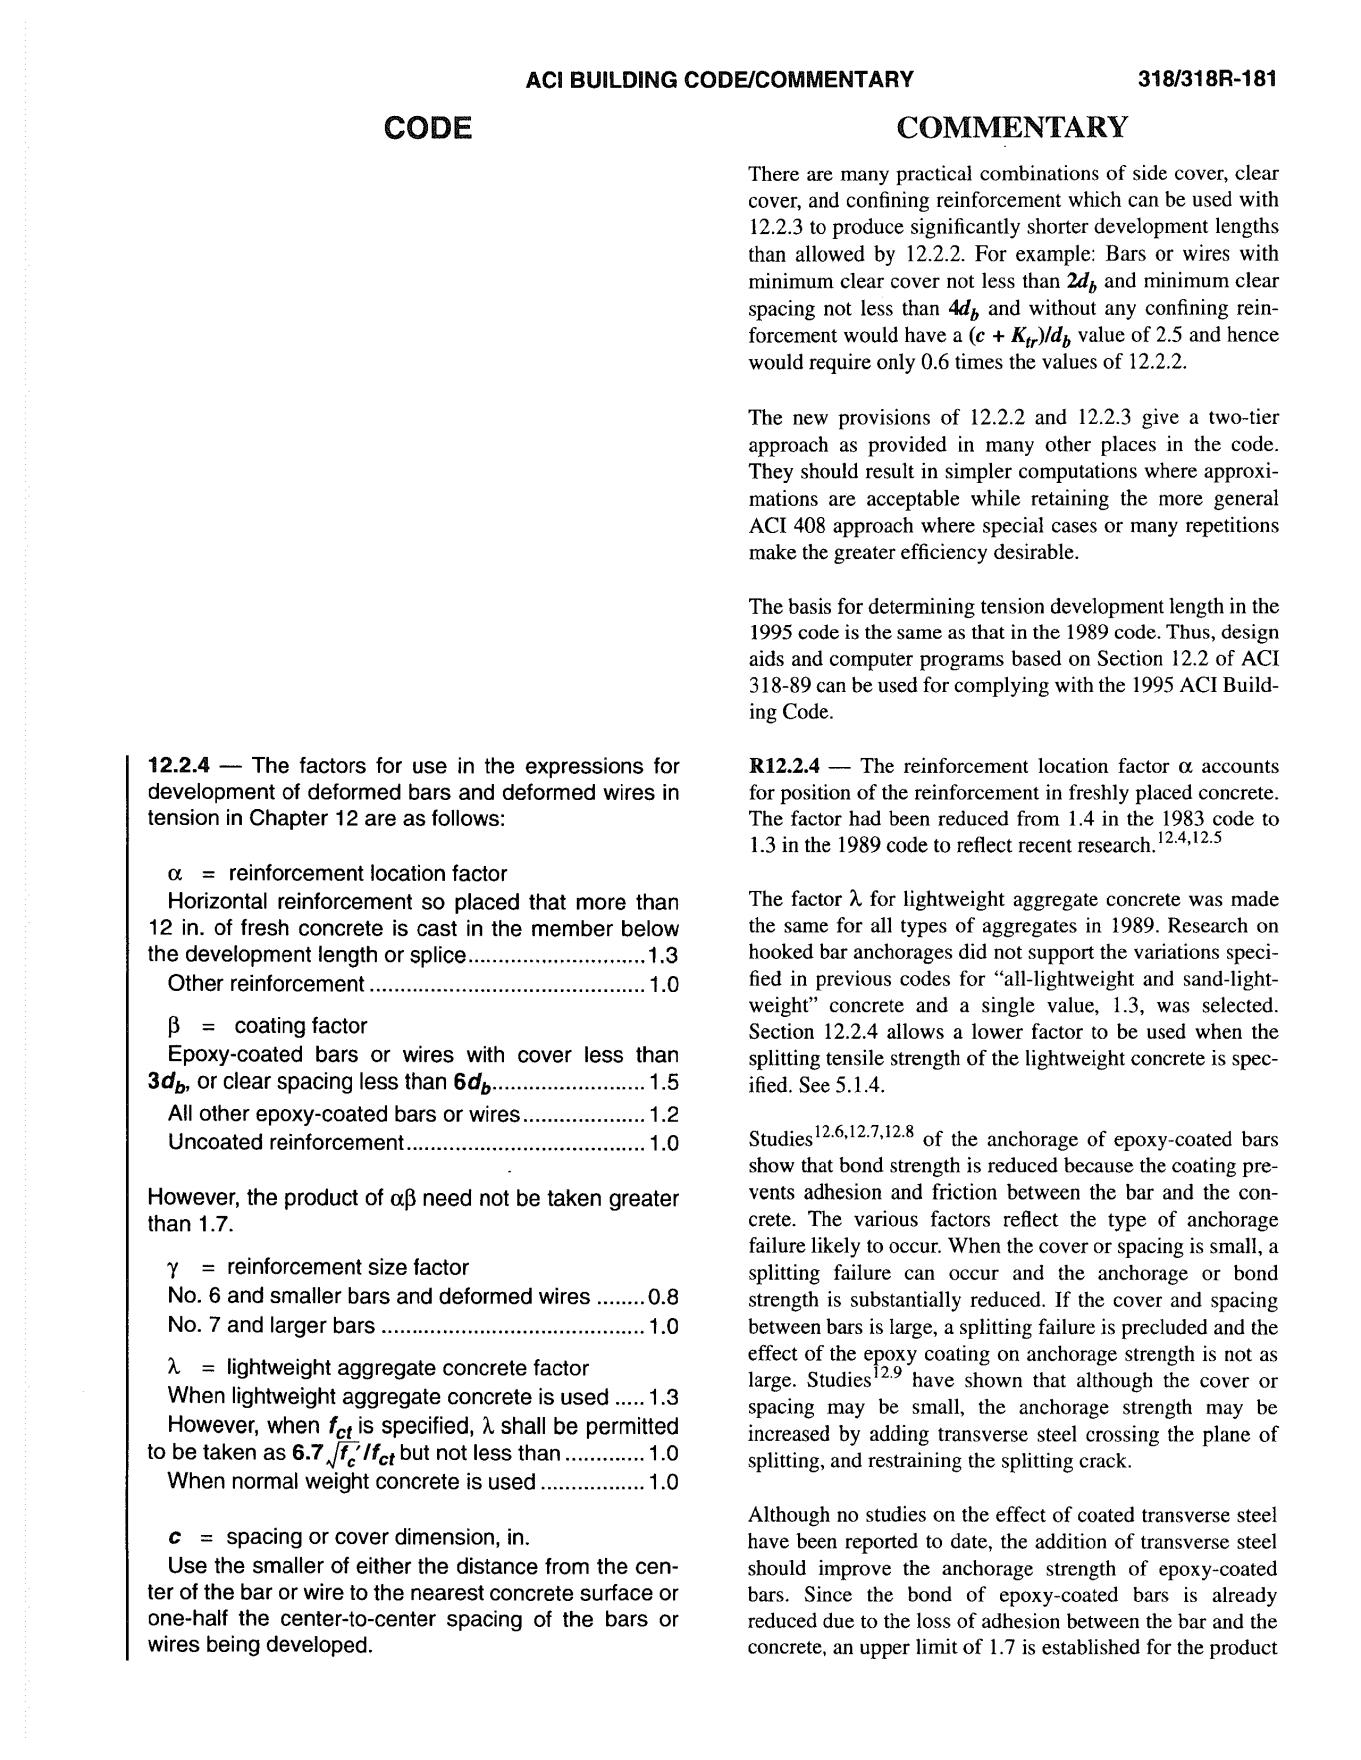 ACI BUILDING CODE/COMMENTARY 318/318R-181
CODE
COMMENTARY
There are many practical combinations of side cover, clear
cover, and confining reinforcement which can be used with
12.2.3 to produce significantly shorter development lengths
than allowed by 12.2.2. For example: Bars or wires with
minimum clear cover not less than 2d_b and minimum clear
spacing not less than 4d_b and without any confining rein-
forcement would have a (c + K_tr)/d_b value of 2.5 and hence
would require only 0.6 times the values of 12.2.2.
The new provisions of 12.2.2 and 12.2.3 give a two-tier
approach as provided in many other places in the code.
They should result in simpler computations where approxi-
mations are acceptable while retaining the more general
ACI 408 approach where special cases or many repetitions
make the greater efficiency desirable.
The basis for determining tension development length in the
1995 code is the same as that in the 1989 code. Thus, design
aids and computer programs based on Section 12.2 of ACI
318-89 can be used for complying with the 1995 ACI Build-
ing Code.
12.2.4 — The factors for use in the expressions for
development of deformed bars and deformed wires in
tension in Chapter 12 are as follows:
α = reinforcement location factor
Horizontal reinforcement so placed that more than
12 in. of fresh concrete is cast in the member below
the development length or splice.............................1.3
Other reinforcement.............................................1.0
β = coating factor
Epoxy-coated bars or wires with cover less than
3d_b, or clear spacing less than 6d_b.........................1.5
All other epoxy-coated bars or wires....................1.2
Uncoated reinforcement.......................................1.0
However, the product of αβ need not be taken greater
than 1.7.
γ = reinforcement size factor
No. 6 and smaller bars and deformed wires ........0.8
No. 7 and larger bars ...........................................1.0
λ = lightweight aggregate concrete factor
When lightweight aggregate concrete is used .....1.3
However, when f_ct is specified, λ shall be permitted
to be taken as 6.7√f_c′/f_ct but not less than .............1.0
When normal weight concrete is used .................1.0
c = spacing or cover dimension, in.
Use the smaller of either the distance from the cen-
ter of the bar or wire to the nearest concrete surface or
one-half the center-to-center spacing of the bars or
wires being developed.
R12.2.4 — The reinforcement location factor α accounts
for position of the reinforcement in freshly placed concrete.
The factor had been reduced from 1.4 in the 1983 code to
1.3 in the 1989 code to reflect recent research.12.4,12.5
The factor λ for lightweight aggregate concrete was made
the same for all types of aggregates in 1989. Research on
hooked bar anchorages did not support the variations speci-
fied in previous codes for “all-lightweight and sand-light-
weight” concrete and a single value, 1.3, was selected.
Section 12.2.4 allows a lower factor to be used when the
splitting tensile strength of the lightweight concrete is spec-
ified. See 5.1.4.
Studies12.6,12.7,12.8 of the anchorage of epoxy-coated bars
show that bond strength is reduced because the coating pre-
vents adhesion and friction between the bar and the con-
crete. The various factors reflect the type of anchorage
failure likely to occur. When the cover or spacing is small, a
splitting failure can occur and the anchorage or bond
strength is substantially reduced. If the cover and spacing
between bars is large, a splitting failure is precluded and the
effect of the epoxy coating on anchorage strength is not as
large. Studies12.9 have shown that although the cover or
spacing may be small, the anchorage strength may be
increased by adding transverse steel crossing the plane of
splitting, and restraining the splitting crack.
Although no studies on the effect of coated transverse steel
have been reported to date, the addition of transverse steel
should improve the anchorage strength of epoxy-coated
bars. Since the bond of epoxy-coated bars is already
reduced due to the loss of adhesion between the bar and the
concrete, an upper limit of 1.7 is established for the product